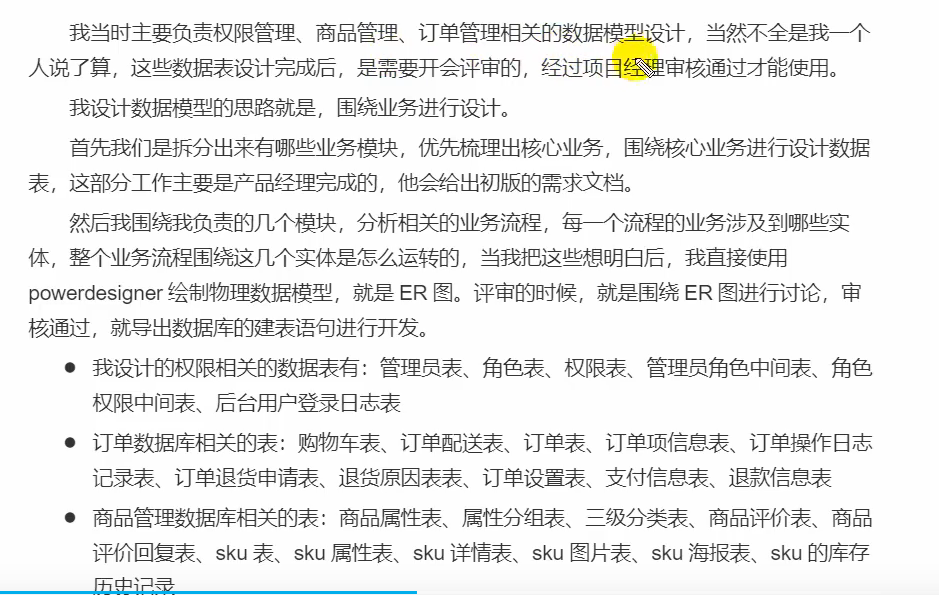 我当时主要负责权限管理、商品管理、订单管理相关的数据模型设计，当然不全是我一个
人说了算，这些数据表设计完成后，是需要开会评审的，经过项目经理审核通过才能使用。
我设计数据模型的思路就是，围绕业务进行设计。
首先我们是拆分出来有哪些业务模块，优先梳理出核心业务，围绕核心业务进行设计数据
表，这部分工作主要是产品经理完成的，他会给出初版的需求文档。
然后我围绕我负责的几个模块，分析相关的业务流程，每一个流程的业务涉及到哪些实
体，整个业务流程围绕这几个实体是怎么运转的，当我把这些想明白后，我直接使用
powerdesigner 绘制物理数据模型，就是 ER 图。评审的时候，就是围绕 ER 图进行讨论，审
核通过，就导出数据库的建表语句进行开发。
● 我设计的权限相关的数据表有：管理员表、角色表、权限表、管理员角色中间表、角色
权限中间表、后台用户登录日志表
● 订单数据库相关的表：购物车表、订单配送表、订单表、订单项信息表、订单操作日志
记录表、订单退货申请表、退货原因表表、订单设置表、支付信息表、退款信息表
● 商品管理数据库相关的表：商品属性表、属性分组表、三级分类表、商品评价表、商品
评价回复表、sku 表、sku 属性表、sku 详情表、sku 图片表、sku 海报表、sku 的库存
历史记录